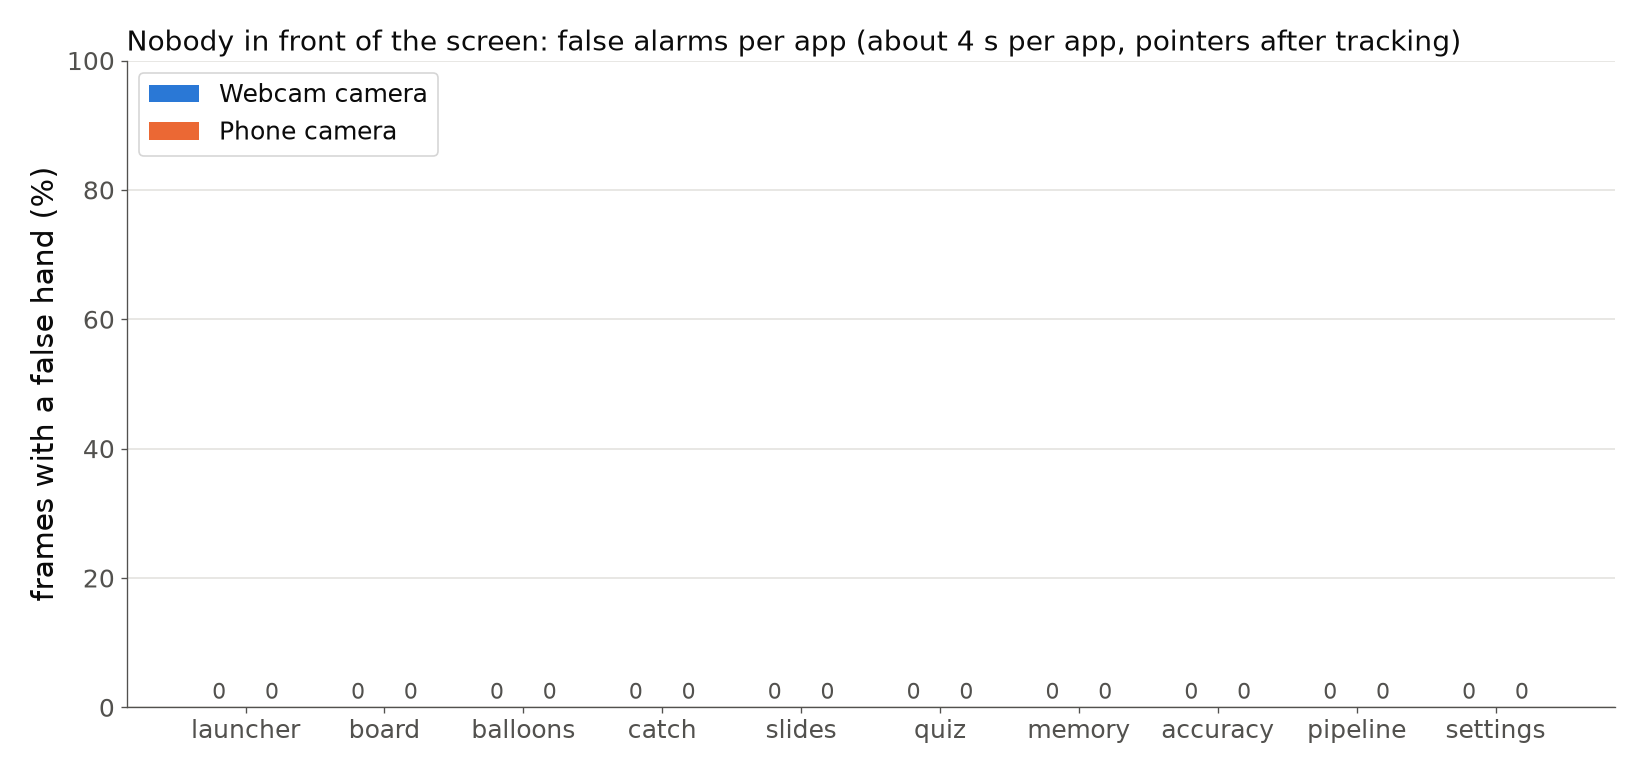 Nobody in front of the screen: false alarms per app (about 4 s per app, pointers after tracking)
Webcam camera
Phone camera
frames with a false hand (%)
100
80
60
40
20
0
0 0 0 0 0 0 0 0 0 0 0 0 0 0 0 0 0 0 0 0
launcher board balloons catch slides quiz memory accuracy pipeline settings